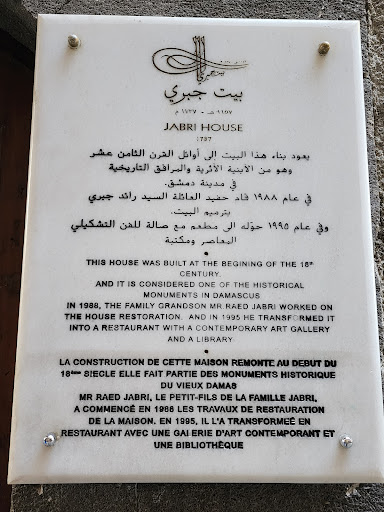 بيت جبري
١١٥٧ هـ - ١٧٣٧ م
JABRI HOUSE
1737
يعود بناء هذا البيت إلى أوائل القرن الثامن عشر
وهو من الابنية الأثرية والمرافق التاريخية
في مدينة دمشق.
في عام ١٩٨٨ قام حفيد العائلة السيد رائد جبري
بترميم البيت.
وفي عام ١٩٩٥ حوّله الى مطعم مع صالة للفن التشكيلي
المعاصر ومكتبة
THIS HOUSE WAS BUILT AT THE BEGINING OF THE 18ᵗʰ
CENTURY.
AND IT IS CONSIDERED ONE OF THE HISTORICAL
MONUMENTS IN DAMASCUS
IN 1988, THE FAMILY GRANDSON MR.RAED JABRI WORKED ON
THE HOUSE RESTORATION. AND IN 1995 HE TRANSFORMED IT
INTO A RESTAURANT WITH A CONTEMPORARY ART GALLERY
AND A LIBRARY
LA CONSTRUCTION DE CETTE MAISON REMONTE AU DEBUT DU
18ᵉᵐᵉ SIECLE ELLE FAIT PARTIE DES MONUMENTS HISTORIQUE
DU VIEUX DAMAS
MR RAED JABRI, LE PETIT-FILS DE LA FAMILLE JABRI,
A COMMENCÉ EN 1988 LES TRAVAUX DE RESTAURATION
DE LA MAISON. EN 1995, IL L'A TRANSFORMEÉ EN
RESTAURANT AVEC UNE GALERIE D'ART CONTEMPORANT ET
UNE BIBLIOTHÈQUE